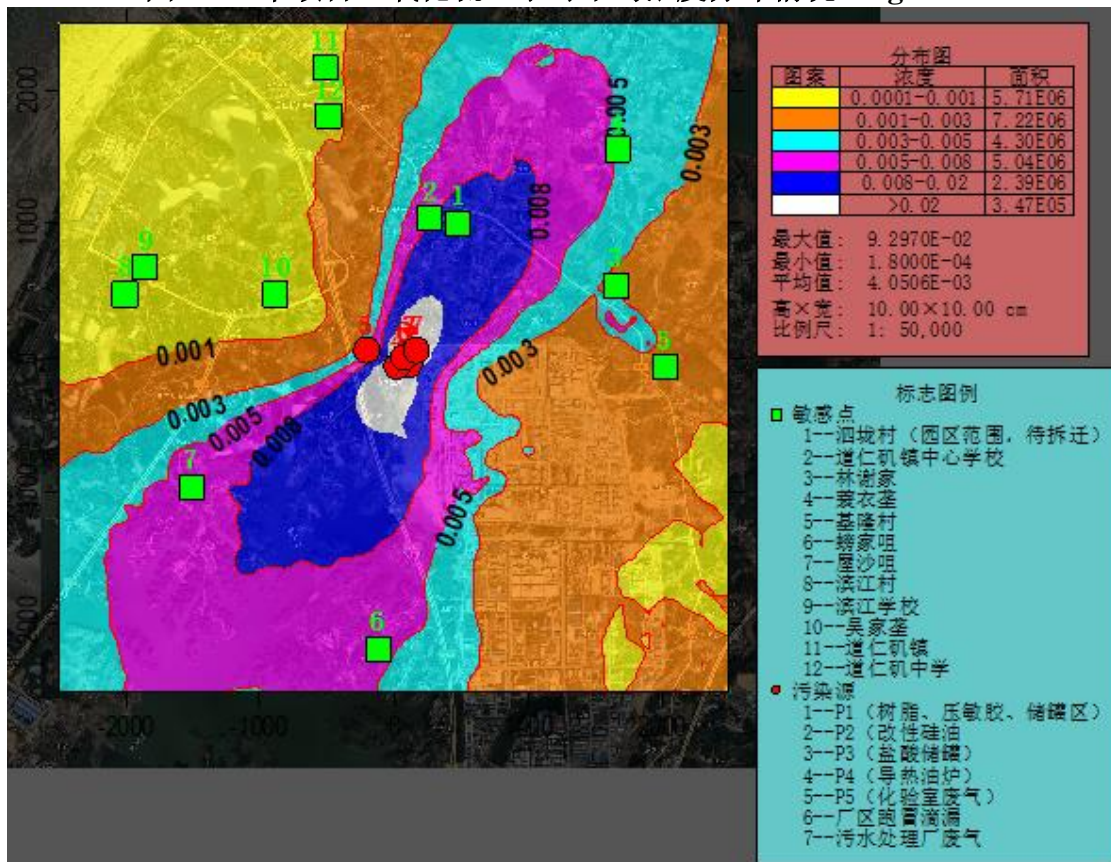 11
12
2
1
9
8
10
3
5
7
6
0.005
0.003
0.008
0.001
0.003
0.003
0.005
0.008
0.005
2000
1000
-2000
-1000
0
分布图
图案 浓度 面积
0.0001-0.001 5.71E06
0.001-0.003 7.22E06
0.003-0.005 4.30E06
0.005-0.008 5.04E06
0.008-0.02 2.39E06
>0.02 3.47E05
最大值: 9.2970E-02
最小值: 1.8000E-04
平均值: 4.0506E-03
高×宽: 10.00×10.00 cm
比例尺: 1: 50,000
标志图例
敏感点
1--泗垅村（园区范围，待拆迁）
2--道仁矶镇中心学校
3--林谢家
4--蓑衣垄
5--基隆村
6--螃家咀
7--屋沙咀
8--滨江村
9--滨江学校
10--吴家垄
11--道仁矶镇
12--道仁矶中学
污染源
1--P1（树脂、压敏胶、储罐区）
2--P2（改性硅油
3--P3（盐酸储罐）
4--P4（导热油炉）
5--P5（化验室废气）
6--厂区跑冒滴漏
7--污水处理厂废气